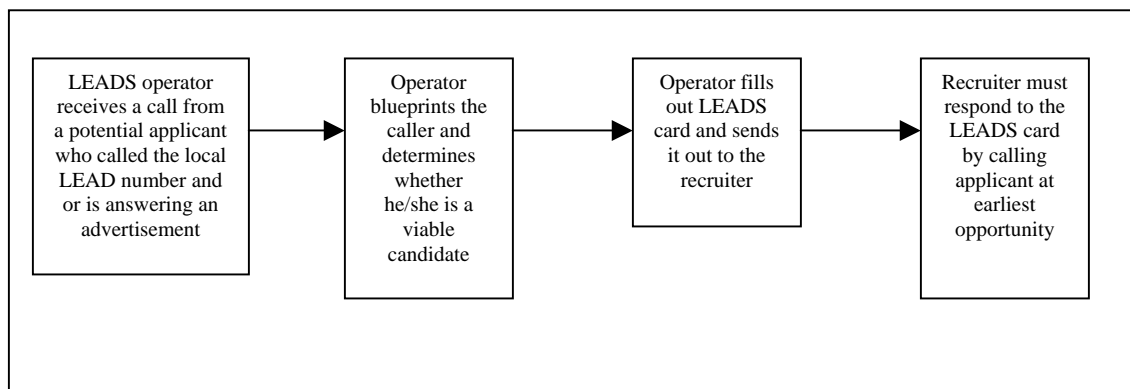 LEADS operator
receives a call from
a potential applicant
who called the local
LEAD number and
or is answering an
advertisement
Operator
blueprints the
caller and
determines
whether
he/she is a
viable
candidate
Operator fills
out LEADS
card and sends
it out to the
recruiter
Recruiter must
respond to the
LEADS card
by calling
applicant at
earliest
opportunity